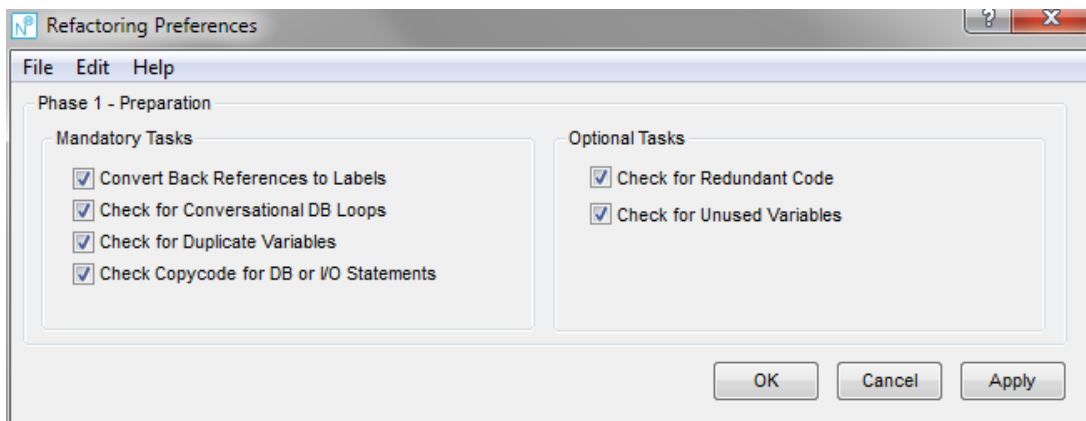 Refactoring Preferences
File Edit Help
Phase 1 - Preparation
Mandatory Tasks
Convert Back References to Labels
Check for Conversational DB Loops
Check for Duplicate Variables
Check Copycode for DB or I/O Statements
Optional Tasks
Check for Redundant Code
Check for Unused Variables
OK Cancel Apply